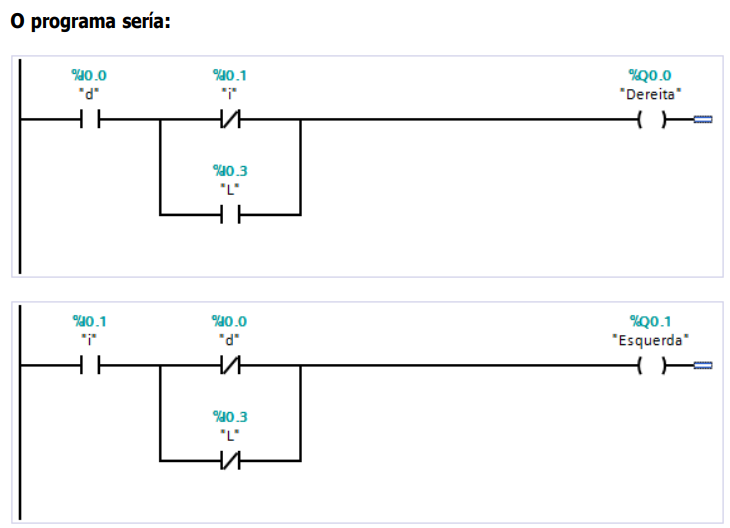 O programa sería:
%I0.0 %I0.1 %Q0.0
"d" "i" "Dereita"
%I0.3
"L"
%I0.1 %I0.0 %Q0.1
"i" "d" "Esquerda"
%I0.3
"L"